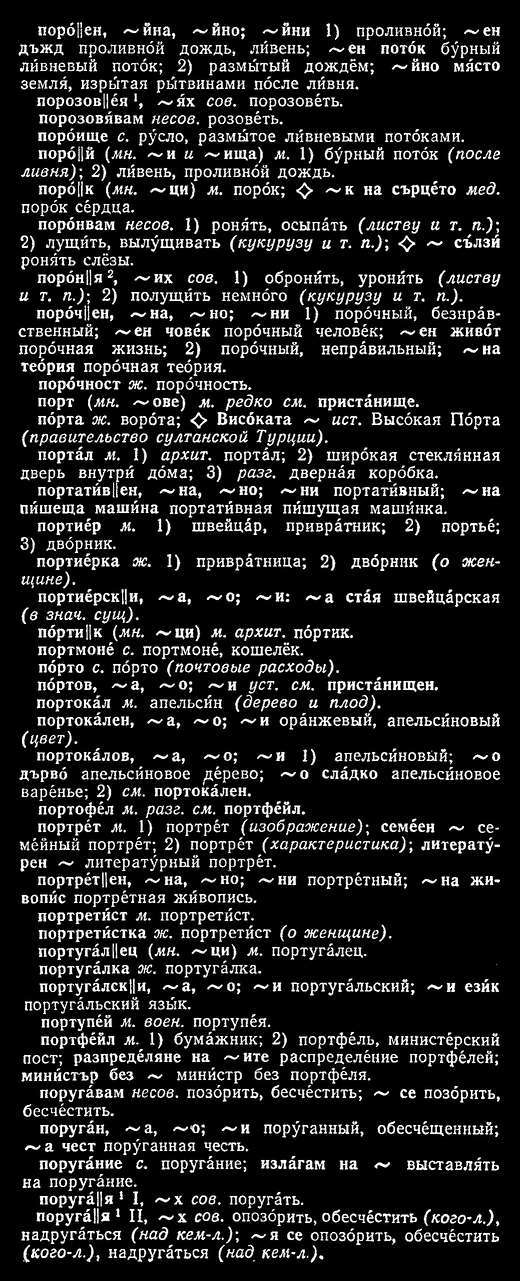 поро́||ен, ~йна, ~йно; ~йни 1) проливно́й; ~ен
дъжд проливно́й дождь, ли́вень; ~ен пото́к бу́рный
ли́вневый пото́к; 2) размы́тый дождём; ~йно мя́сто
земля́, изры́тая ры́твинами по́сле ли́вня.
порозов||е́я ¹, ~я́х сов. порозове́ть.
порозовя́вам несов. розове́ть.
поро́ище с. ру́сло, размы́тое ли́вневыми пото́ками.
поро́||й (мн. ~и и ~ища) м. 1) бу́рный пото́к (после
ливня); 2) ли́вень, проливно́й дождь.
поро́||к (мн. ~ци) м. поро́к; ◇ ~к на сърце́то мед.
поро́к се́рдца.
поро́нвам несов. 1) роня́ть, осыпа́ть (листву и т. п.);
2) лущи́ть, вылу́щивать (кукурузу и т. п.); ◇ ~ сълзи́
роня́ть слёзы.
поро́н||я ², ~их сов. 1) оброни́ть, урони́ть (листву
и т. п.); 2) полущи́ть немно́го (кукурузу и т. п.).
поро́ч||ен, ~на, ~но; ~ни 1) поро́чный, безнра́в-
ственный; ~ен чове́к поро́чный челове́к; ~ен живо́т
поро́чная жизнь; 2) поро́чный, непра́вильный; ~на
тео́рия поро́чная тео́рия.
поро́чност ж. поро́чность.
порт (мн. ~ове) м. редко см. приста́нище.
по́рта ж. воро́та; ◇ Висо́ката ~ ист. Высо́кая По́рта
(правительство султанской Турции).
порта́л м. 1) архит. порта́л; 2) широ́кая стекля́нная
дверь внутри́ до́ма; 3) разг. дверна́я коро́бка.
портати́в||ен, ~на, ~но; ~ни портати́вный; ~на
пи́шеща маши́на портати́вная пи́шущая маши́нка.
портие́р м. 1) швейца́р, привра́тник; 2) портье́;
3) дво́рник.
портие́рка ж. 1) привра́тница; 2) дво́рник (о жен-
щине).
портие́рск||и, ~а, ~о; ~и: ~а ста́я швейца́рская
(в знач. сущ).
по́рти||к (мн. ~ци) м. архит. по́ртик.
портмоне́ с. портмоне́, кошелёк.
по́рто с. по́рто (почтовые расходы).
по́ртов, ~а, ~о; ~и уст. см. приста́нищен.
портока́л м. апельси́н (дерево и плод).
портока́лен, ~а, ~о; ~и ора́нжевый, апельси́новый
(цвет).
портока́лов, ~а, ~о; ~и 1) апельси́новый; ~о
дърво́ апельси́новое де́рево; ~о сла́дко апельси́новое
варе́нье; 2) см. портока́лен.
портофе́л м. разг. см. портфе́йл.
портре́т м. 1) портре́т (изображение); семе́ен ~ се-
ме́йный портре́т; 2) портре́т (характеристика); литерату́-
рен ~ литерату́рный портре́т.
портре́т||ен, ~на, ~но; ~ни портре́тный; ~на жи-
вопи́с портре́тная жи́вопись.
портрети́ст м. портрети́ст.
портрети́стка ж. портрети́ст (о женщине).
португа́л||ец (мн. ~ци) м. португа́лец.
португа́лка ж. португа́лка.
португа́лск||и, ~а, ~о; ~и португа́льский; ~и ези́к
португа́льский язы́к.
портупе́й м. воен. портупе́я.
портфе́йл м. 1) бума́жник; 2) портфе́ль, министе́рский
пост; разпреде́ляне на ~ите распределе́ние портфе́лей;
мини́стър без ~ мини́стр без портфе́ля.
поруга́вам несов. позо́рить, бесче́стить; ~ се позо́рить,
бесче́стить.
поруга́н, ~а, ~о; ~и пору́ганный, обесче́щенный;
~а чест пору́ганная честь.
поруга́ние с. поруга́ние; изла́гам на ~ выставля́ть
на поруга́ние.
поруга́||я ¹ I, ~х сов. поруга́ть.
поруга́||я ¹ II, ~х сов. опозо́рить, обесче́стить (кого-л.),
надруга́ться (над кем-л.); ~я се опозо́рить, обесче́стить
(кого-л.), надруга́ться (над кем-л.).